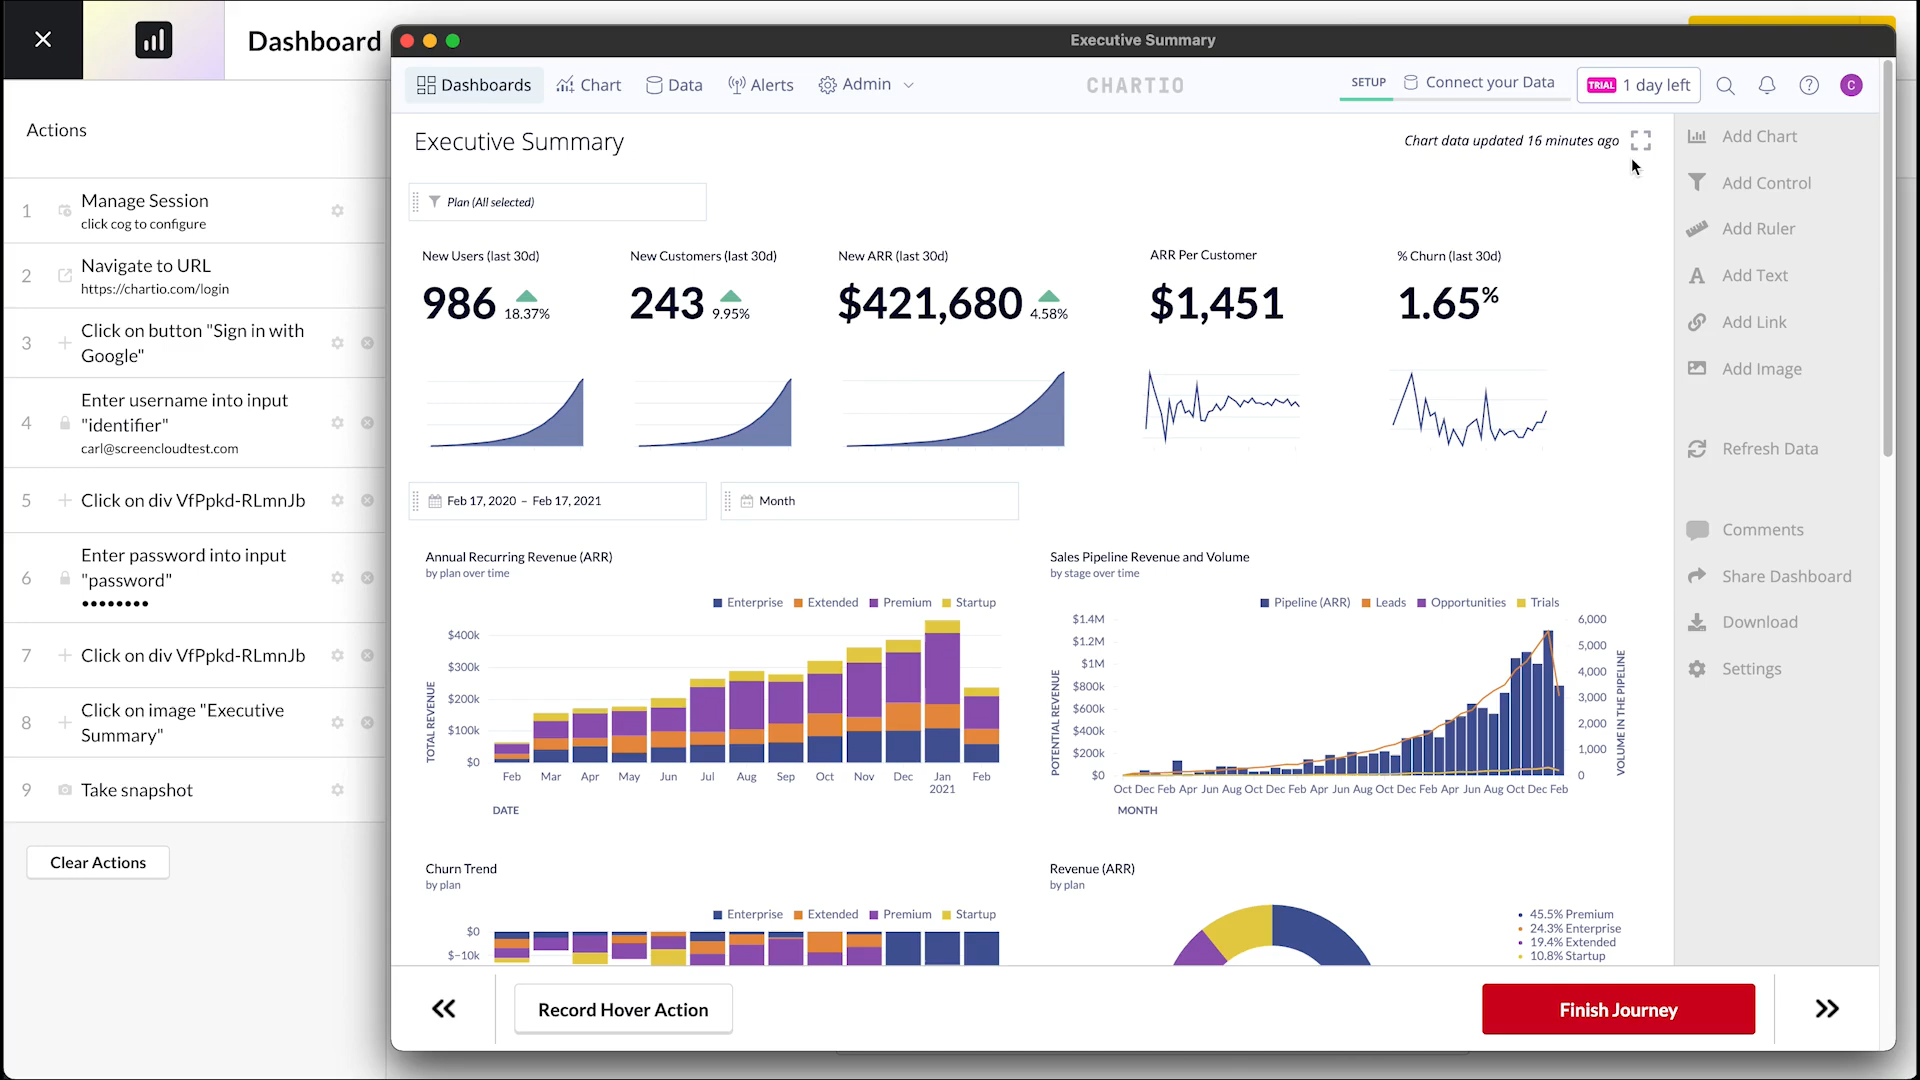 Dashboard
Actions
1
Manage Session
click cog to configure
2
Navigate to URL
https://chartio.com/login
3
Click on button "Sign in with
Google"
4
Enter username into input
"identifier"
carl@screencloudtest.com
5
Click on div VfPpkd-RLmnJb
6
Enter password into input
"password"
••••••••
7
Click on div VfPpkd-RLmnJb
8
Click on image "Executive
Summary"
9
Take snapshot
Clear Actions
Executive Summary
Dashboards Chart Data Alerts Admin
CHARTIO
SETUP Connect your Data
TRIAL 1 day left
C
Executive Summary
Chart data updated 16 minutes ago
Plan (All selected)
New Users (last 30d)
986 18.37%
New Customers (last 30d)
243 9.95%
New ARR (last 30d)
$421,680 4.58%
ARR Per Customer
$1,451
% Churn (last 30d)
1.65%
Feb 17, 2020 – Feb 17, 2021
Month
Annual Recurring Revenue (ARR)
by plan over time
Enterprise Extended Premium Startup
$400k
$300k
$200k
$100k
$0
TOTAL REVENUE
Feb Mar Apr May Jun Jul Aug Sep Oct Nov Dec Jan Feb
2021
DATE
Sales Pipeline Revenue and Volume
by stage over time
Pipeline (ARR) Leads Opportunities Trials
$1.4M
$1.2M
$1M
$800k
$600k
$400k
$200k
$0
POTENTIAL REVENUE
6,000
5,000
4,000
3,000
2,000
1,000
0
VOLUME IN THE PIPELINE
Oct Dec Feb Apr Jun Aug Oct Dec Feb Apr Jun Aug Oct Dec Feb Apr Jun Aug Oct Dec Feb
MONTH
Churn Trend
by plan
Enterprise Extended Premium Startup
$0
$-10k
Revenue (ARR)
by plan
45.5% Premium
24.3% Enterprise
19.4% Extended
10.8% Startup
Add Chart
Add Control
Add Ruler
Add Text
Add Link
Add Image
Refresh Data
Comments
Share Dashboard
Download
Settings
Record Hover Action
Finish Journey